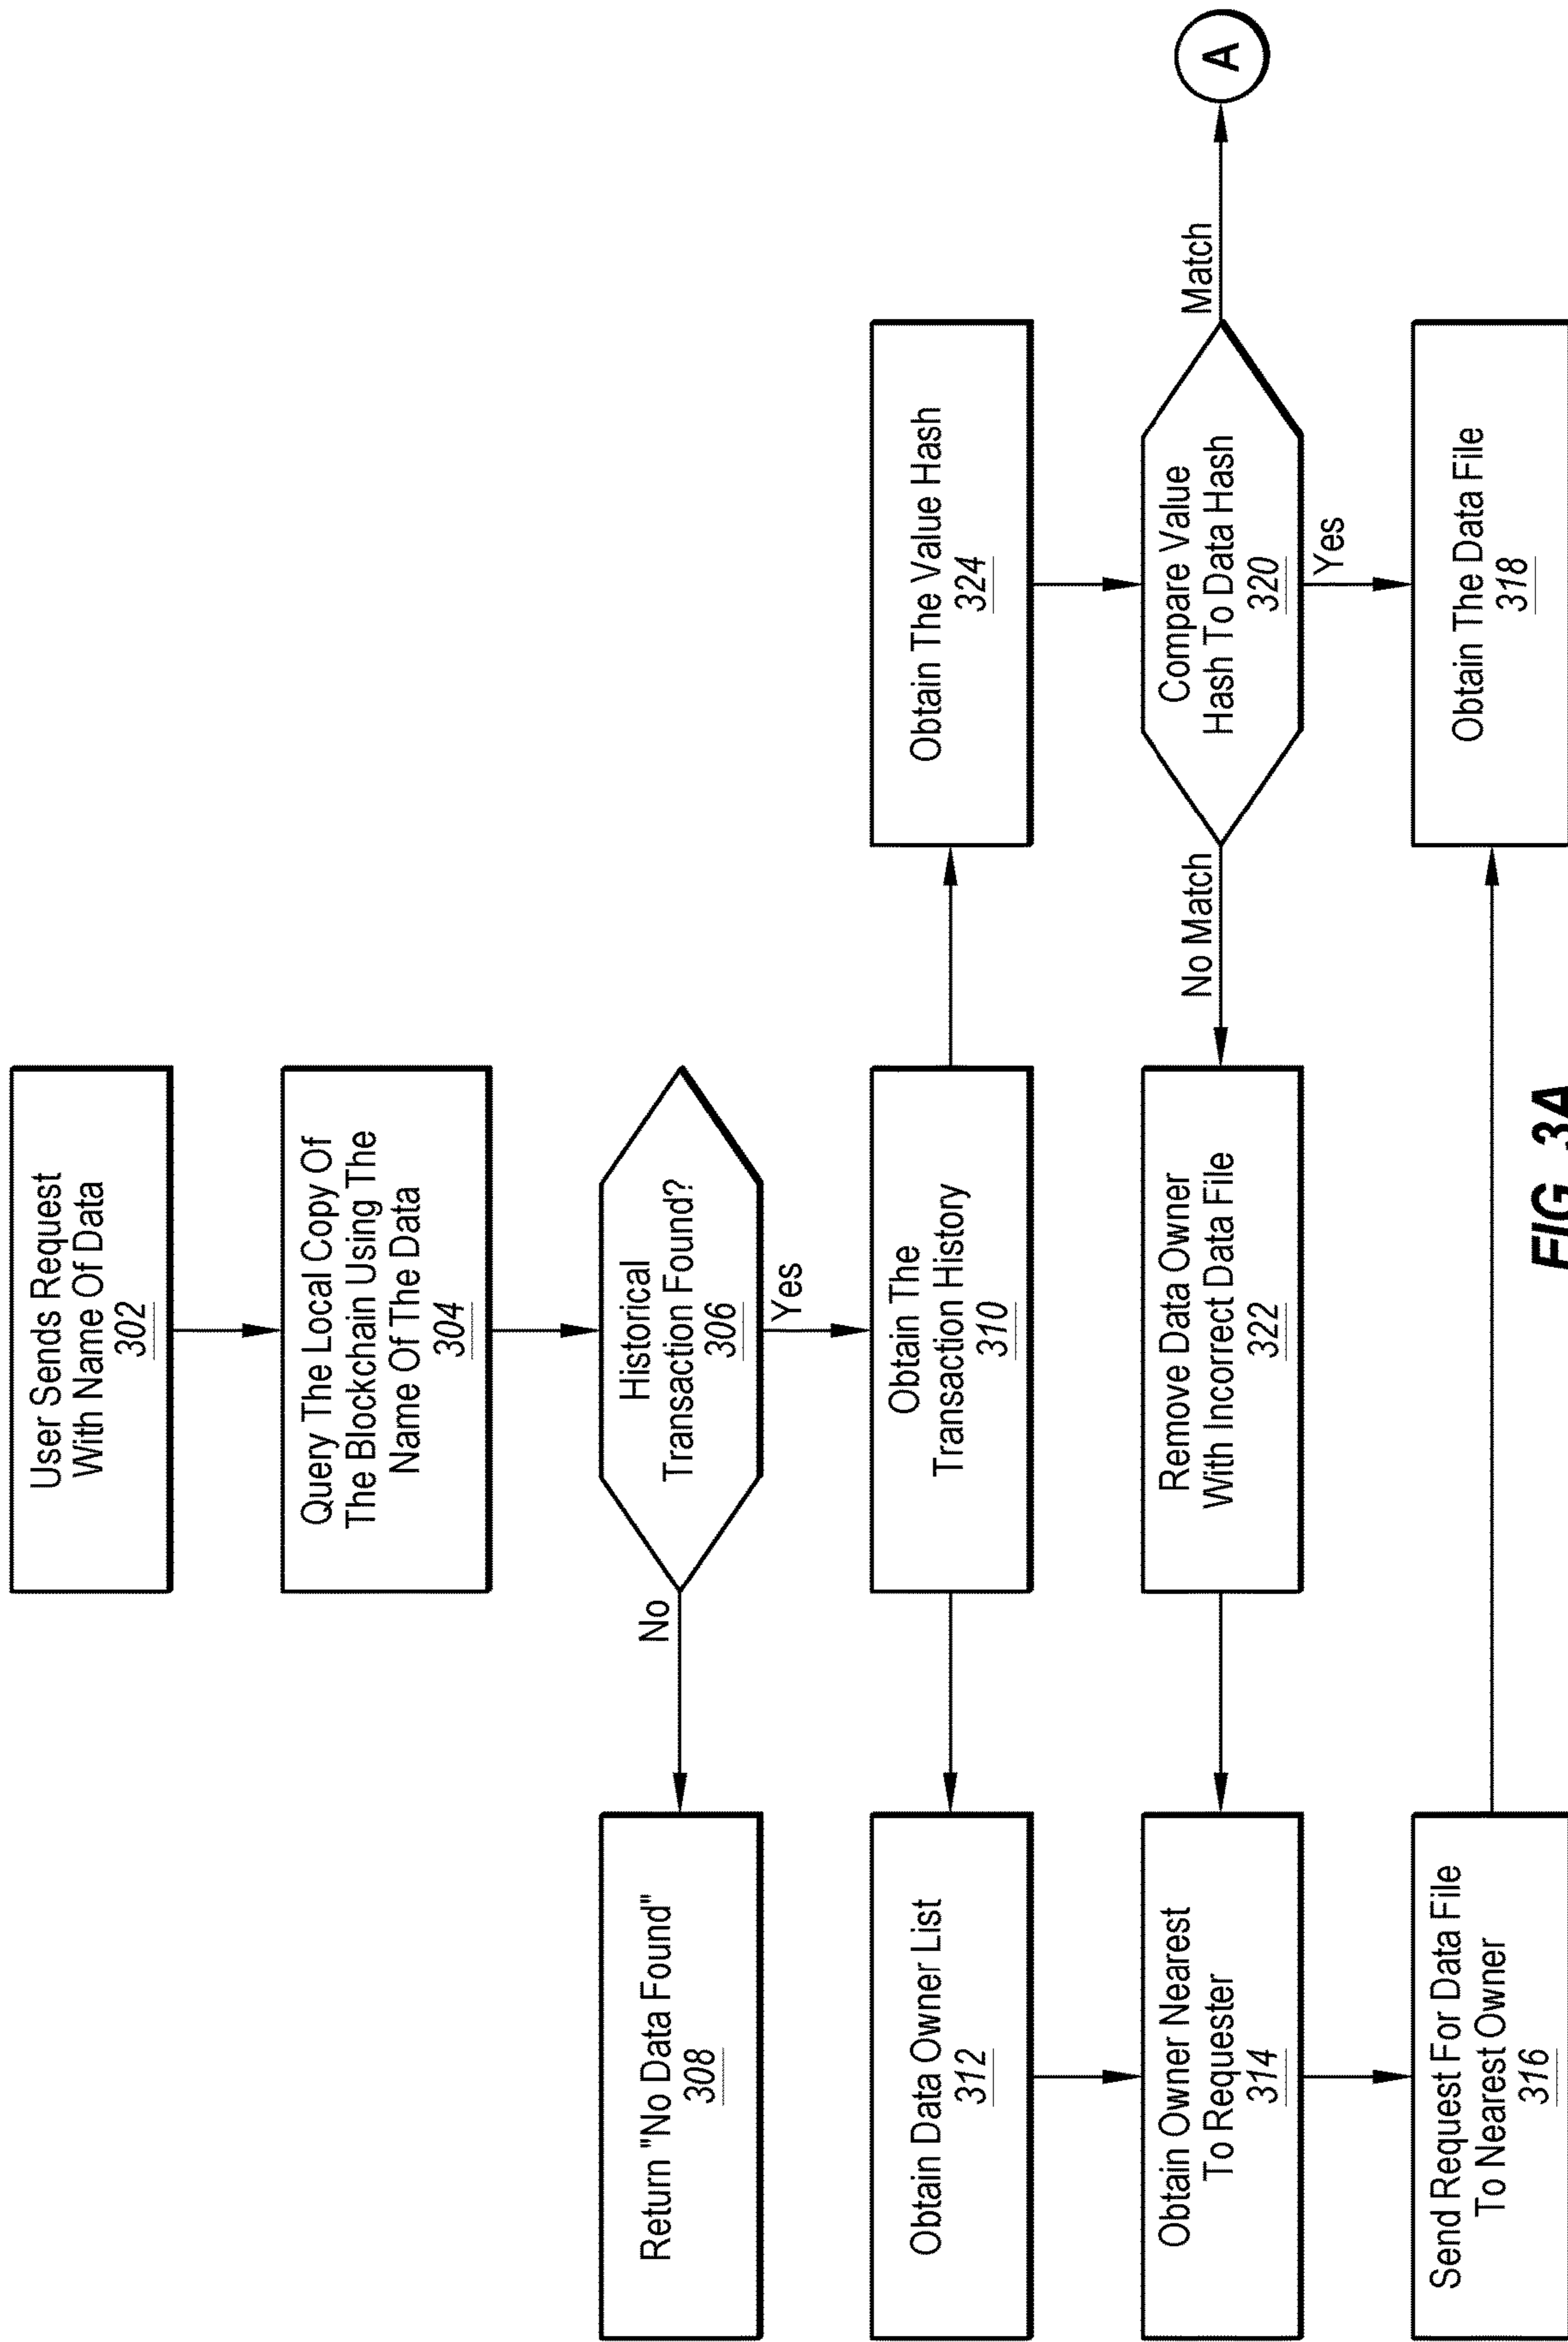 User Sends Request
With Name Of Data
302
Query The Local Copy Of
The Blockchain Using The
Name Of The Data
304
Historical
Transaction Found?
306
No
Yes
Return "No Data Found"
308
Obtain The
Transaction History
310
Obtain Data Owner List
312
Obtain The Value Hash
324
Obtain Owner Nearest
To Requester
314
Remove Data Owner
With Incorrect Data File
322
No Match
Compare Value
Hash To Data Hash
320
Match
A
Yes
Send Request For Data File
To Nearest Owner
316
Obtain The Data File
318
FIG. 3A